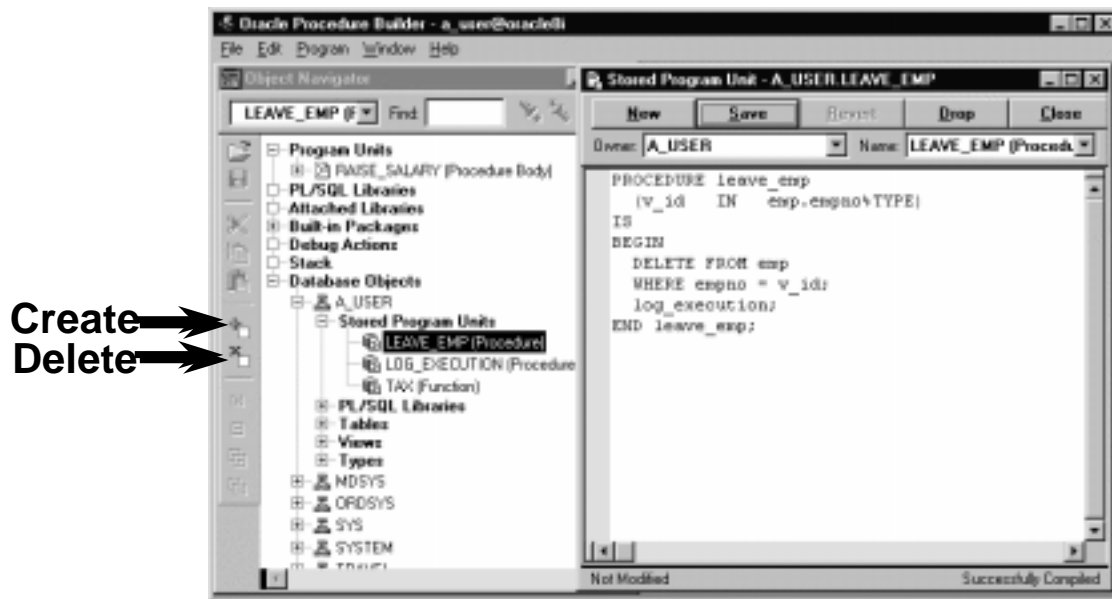 Oracle Procedure Builder - a_user@oracle8i
File Edit Program Window Help
Object Navigator
LEAVE_EMP (F Find:
Program Units
RAISE_SALARY (Procedure Body)
PL/SQL Libraries
Attached Libraries
Built-in Packages
Debug Actions
Stack
Database Objects
A_USER
Stored Program Units
LEAVE_EMP (Procedure)
LOG_EXECUTION (Procedure
TAX (Function)
PL/SQL Libraries
Tables
Views
Types
MDSYS
ORDSYS
SYS
SYSTEM
TRAVEL
Create
Delete
Stored Program Unit - A_USER.LEAVE_EMP
New Save Revert Drop Close
Owner: A_USER Name: LEAVE_EMP (Procedu
PROCEDURE leave_emp
(v_id IN emp.empno%TYPE)
IS
BEGIN
DELETE FROM emp
WHERE empno = v_id;
log_execution;
END leave_emp;
Not Modified Successfully Compiled